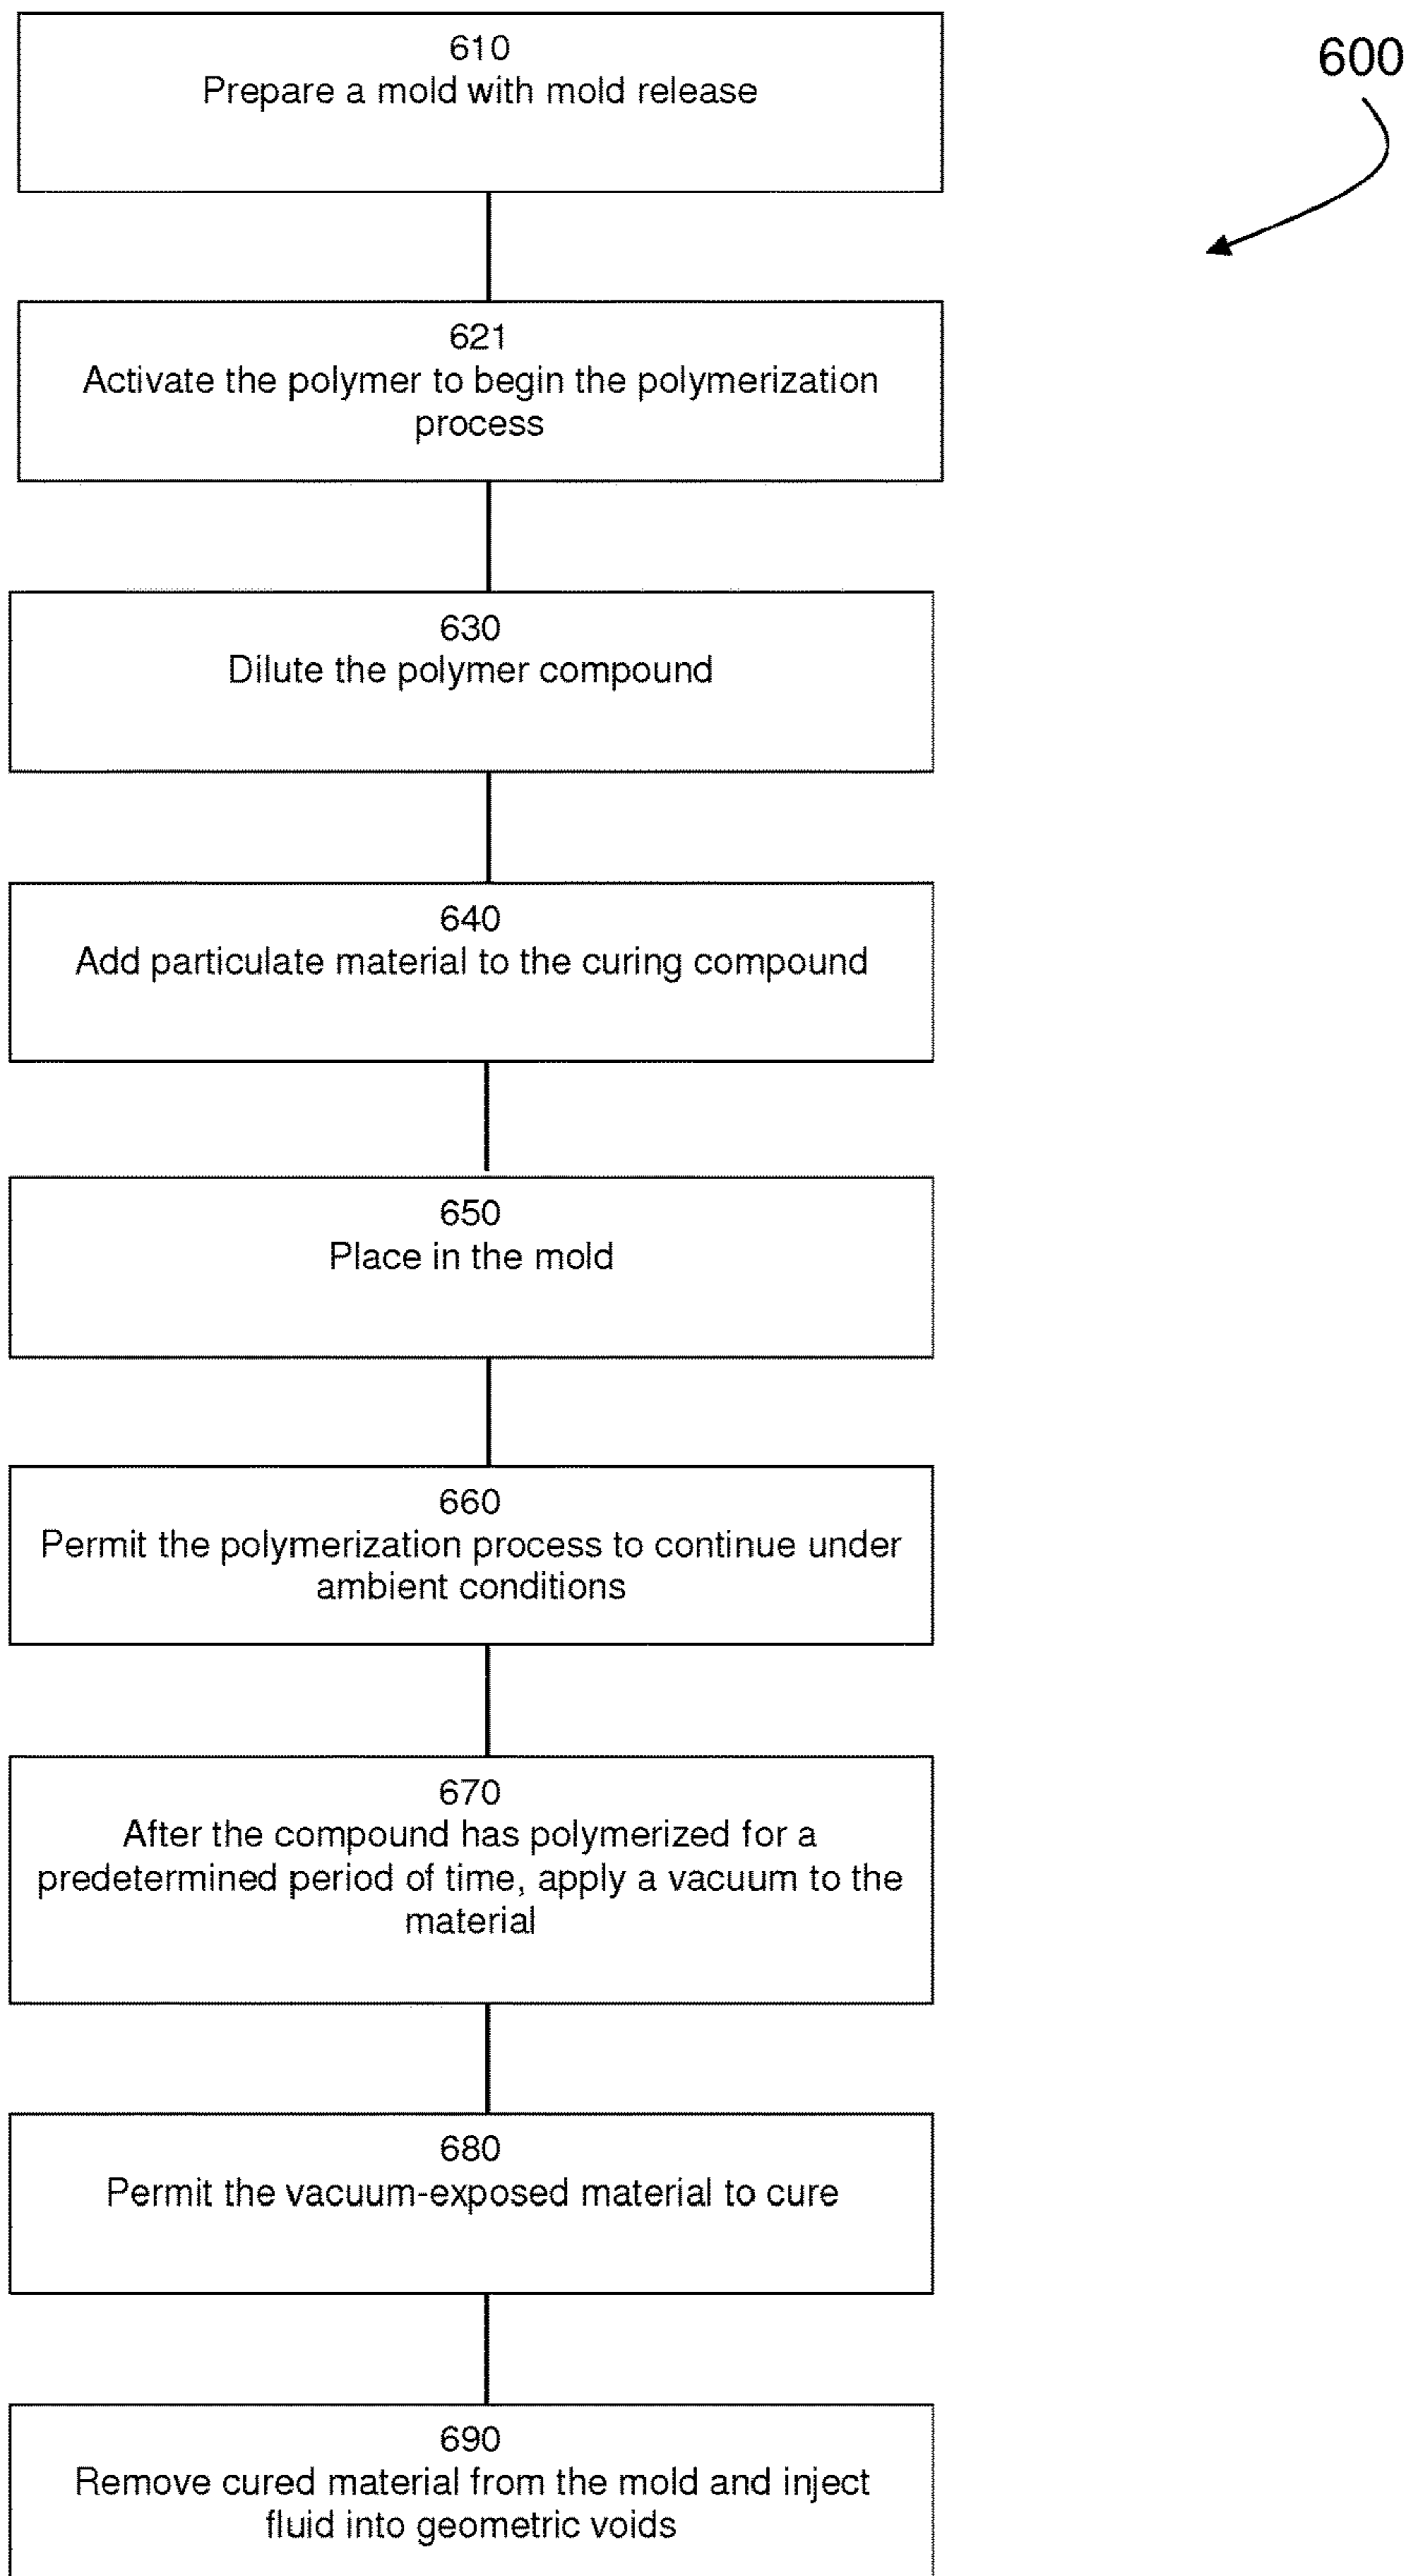 610
Prepare a mold with mold release
600
621
Activate the polymer to begin the polymerization
process
630
Dilute the polymer compound
640
Add particulate material to the curing compound
650
Place in the mold
660
Permit the polymerization process to continue under
ambient conditions
670
After the compound has polymerized for a
predetermined period of time, apply a vacuum to the
material
680
Permit the vacuum-exposed material to cure
690
Remove cured material from the mold and inject
fluid into geometric voids